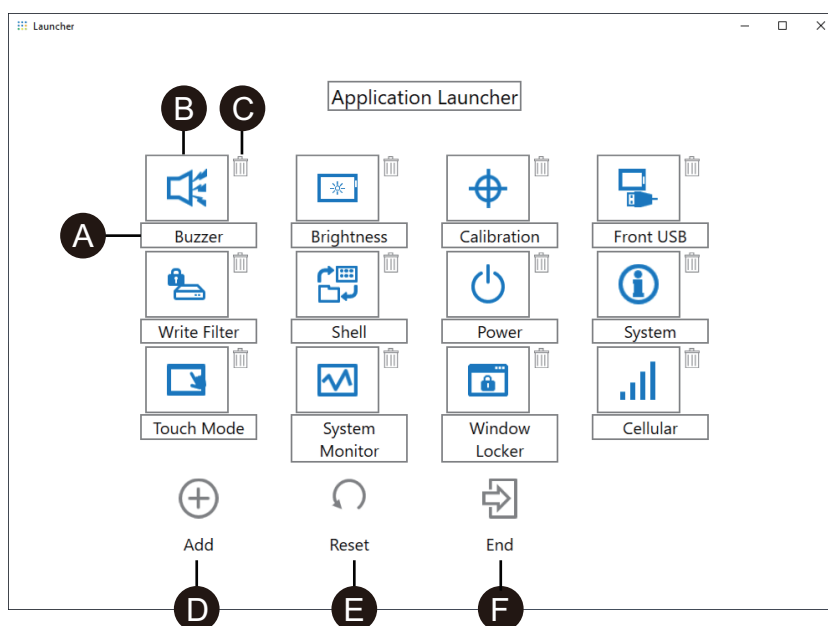 Launcher
Application Launcher
B
C
A
Buzzer
Brightness
Calibration
Front USB
Write Filter
Shell
Power
System
Touch Mode
System
Monitor
Window
Locker
Cellular
Add
Reset
End
D
E
F